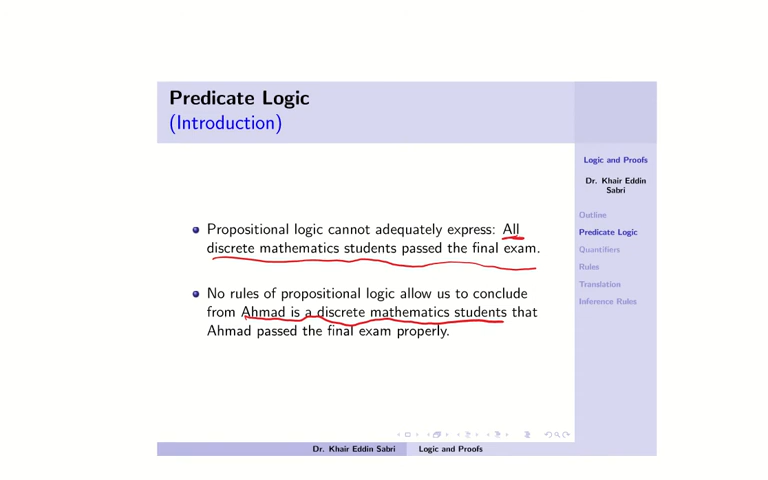 Predicate Logic
(Introduction)
Logic and Proofs
Dr. Khair Eddin
Sabri
Outline
Predicate Logic
Quantifiers
Rules
Translation
Inference Rules
Propositional logic cannot adequately express: All
discrete mathematics students passed the final exam.
No rules of propositional logic allow us to conclude
from Ahmad is a discrete mathematics students that
Ahmad passed the final exam properly.
Dr. Khair Eddin Sabri
Logic and Proofs